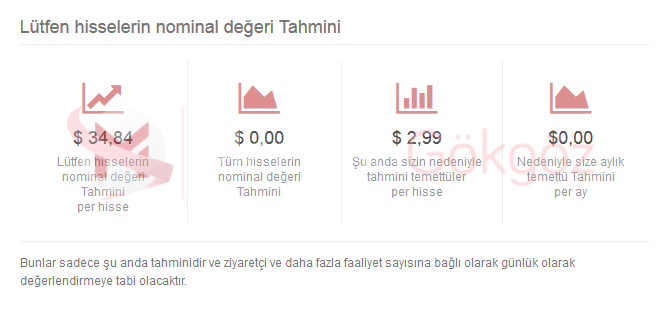 Lütfen hisselerin nominal değeri Tahmini
$ 34,84
Lütfen hisselerin
nominal değeri
Tahmini
per hisse
$ 0,00
Tüm hisselerin
nominal değeri
Tahmini
$ 2,99
Şu anda sizin nedeniyle
tahmini temettüler
per hisse
$0,00
Nedeniyle size aylık
temettü Tahmini
per ay
Gökgöz
Bunlar sadece şu anda tahminidir ve ziyaretçi ve daha fazla faaliyet sayısına bağlı olarak günlük olarak
değerlendirmeye tabi olacaktır.